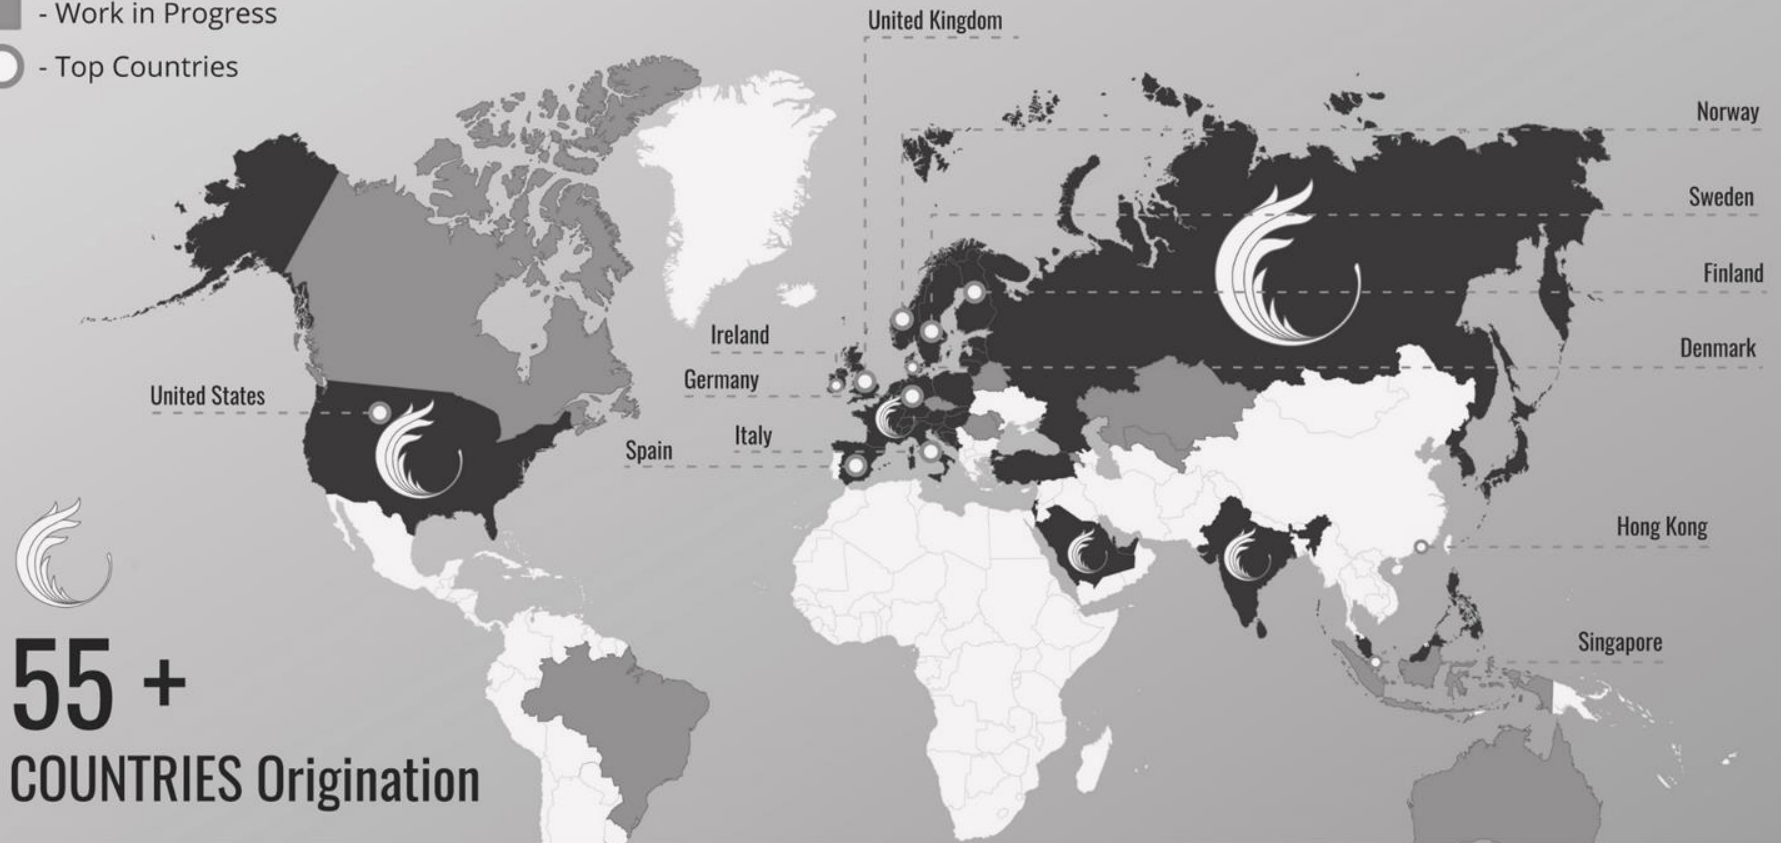 - Work in Progress
- Top Countries
United Kingdom
Norway
Sweden
Finland
Denmark
Ireland
Germany
United States
Italy
Spain
Hong Kong
Singapore
55 +
COUNTRIES Origination